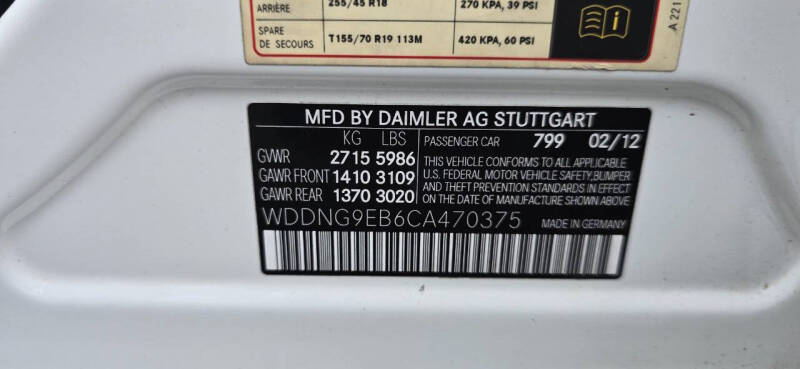 ARRIÈRE 255/45 R18 270 KPA, 39 PSI
SPARE
DE SECOURS T155/70 R19 113M 420 KPA, 60 PSI
A 221
MFD BY DAIMLER AG STUTTGART
KG LBS
GVWR 2715 5986
GAWR FRONT 1410 3109
GAWR REAR 1370 3020
PASSENGER CAR 799 02/12
THIS VEHICLE CONFORMS TO ALL APPLICABLE
U.S. FEDERAL MOTOR VEHICLE SAFETY,BUMPER
AND THEFT PREVENTION STANDARDS IN EFFECT
ON THE DATE OF MANUFACTURE SHOWN ABOVE
WDDNG9EB6CA470375 MADE IN GERMANY